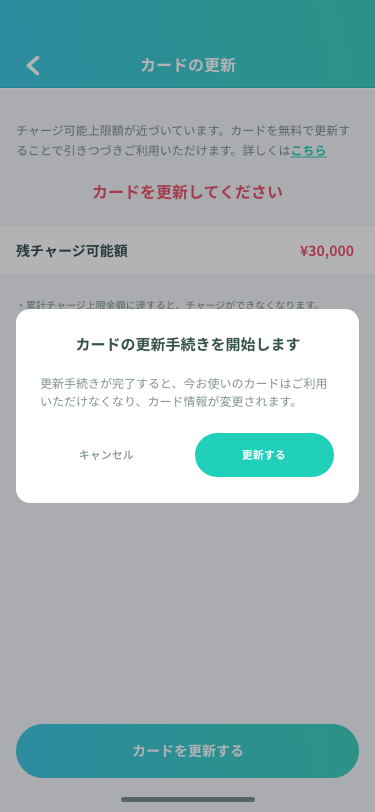 カードの更新
チャージ可能上限額が近づいています。カードを無料で更新す
ることで引きつづきご利用いただけます。詳しくはこちら
カードを更新してください
残チャージ可能額 ¥30,000
・累計チャージ上限金額に達すると、チャージができなくなります。
カードの更新手続きを開始します
更新手続きが完了すると、今お使いのカードはご利用
いただけなくなり、カード情報が変更されます。
キャンセル 更新する
カードを更新する